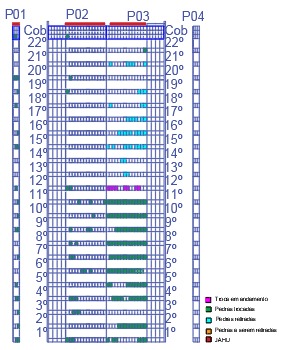 P01 P02 P03 P04
Cob Cob
22º 22º
21º 21º
20º 20º
19º 19º
18º 18º
17º 17º
16º 16º
15º 15º
14º 14º
13º 13º
12º 12º
11º 11º
10º 10º
9º 9º
8º 8º
7º 7º
6º 6º
5º 5º
4º 4º
3º 3º
2º 2º
1º 1º
Troca em andamento
Pedras trocadas
Pedras retiradas
Pedras a serem retiradas
JAHU